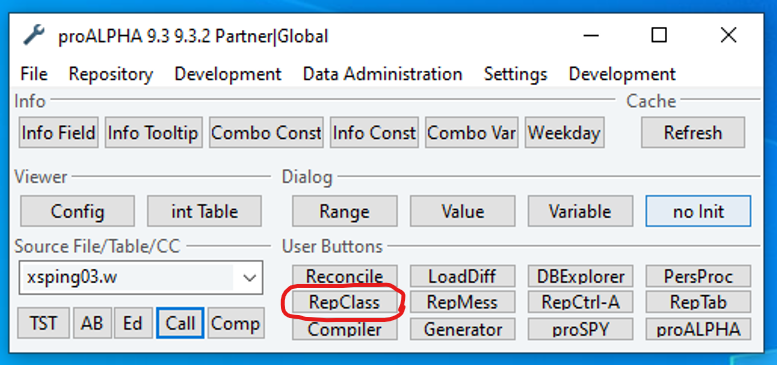 proALPHA 9.3 9.3.2 Partner|Global
File Repository Development Data Administration Settings Development
Info Cache
Info Field Info Tooltip Combo Const Info Const Combo Var Weekday Refresh
Viewer Dialog
Config int Table Range Value Variable no Init
Source File/Table/CC User Buttons
xsping03.w Reconcile LoadDiff DBExplorer PersProc
RepClass RepMess RepCtrl-A RepTab
TST AB Ed Call Comp Compiler Generator proSPY proALPHA